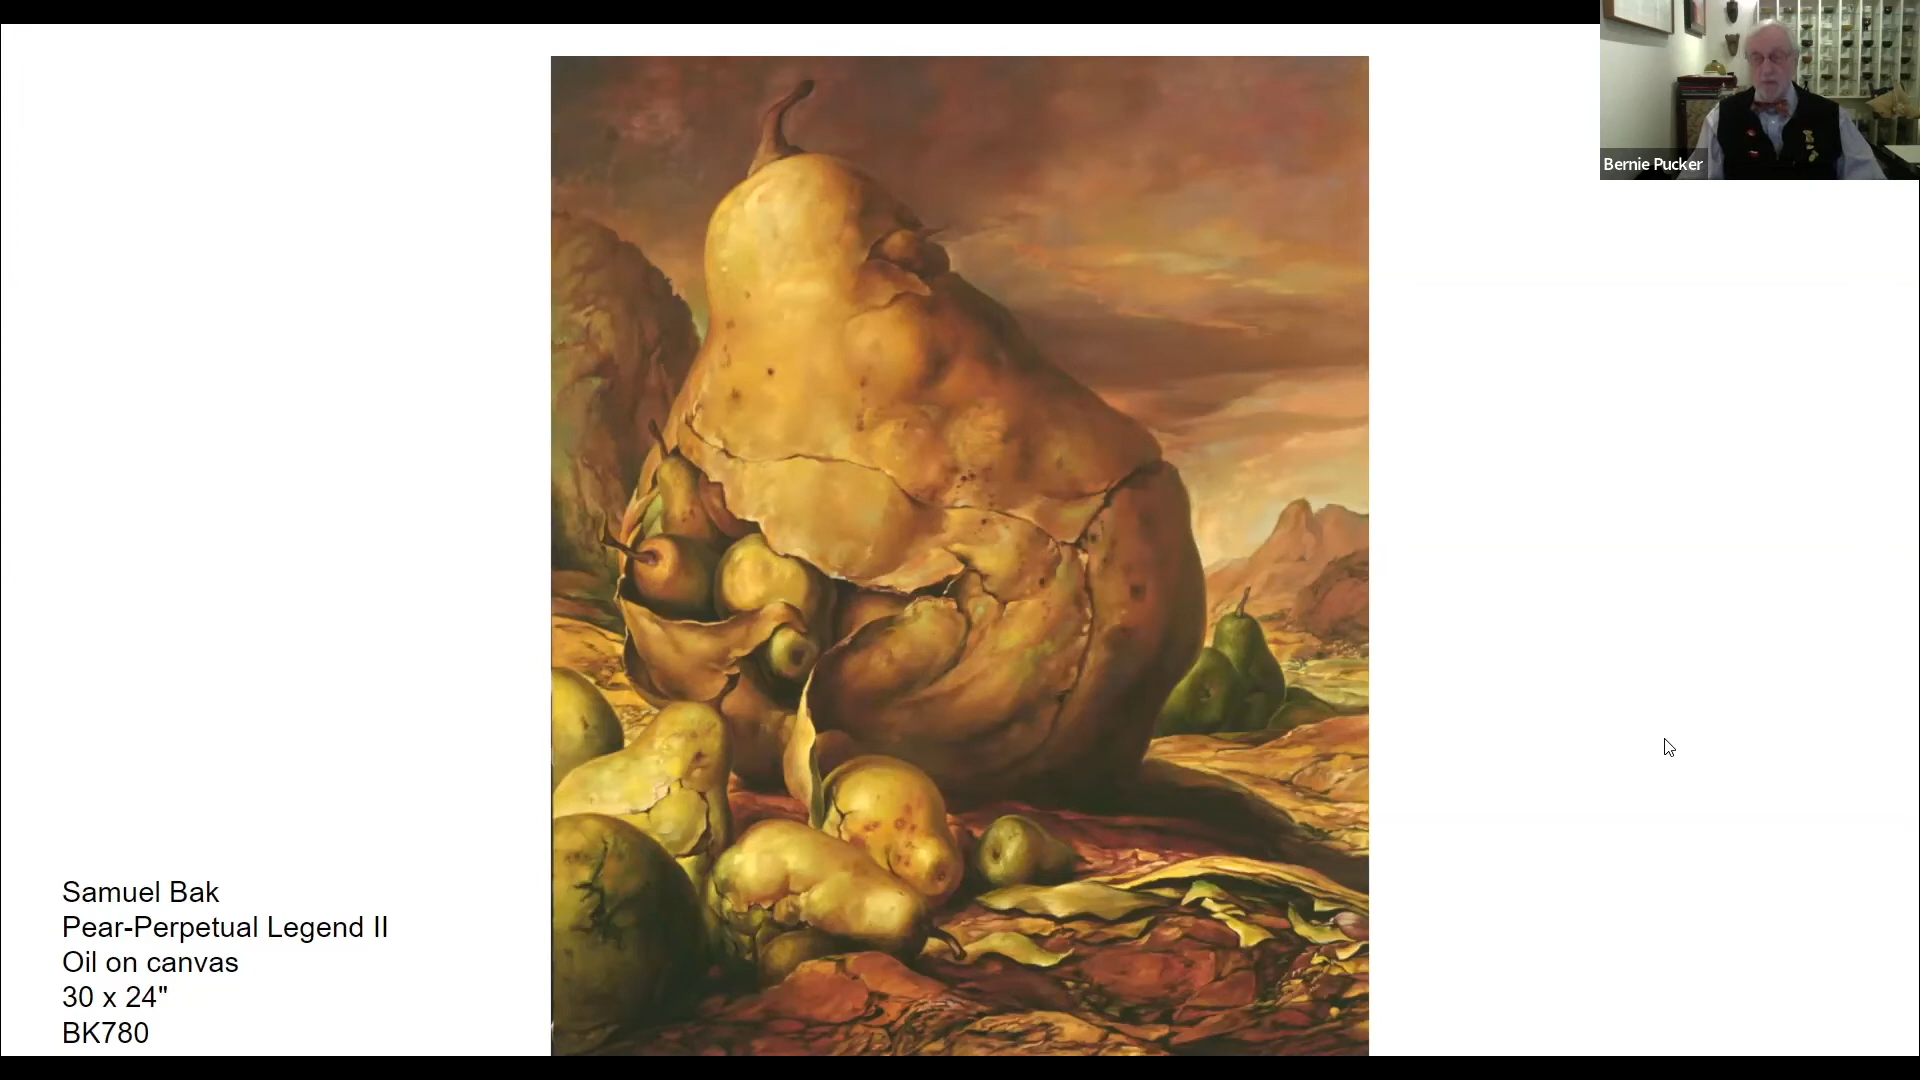 Bernie Pucker
Samuel Bak
Pear-Perpetual Legend II
Oil on canvas
30 x 24"
BK780